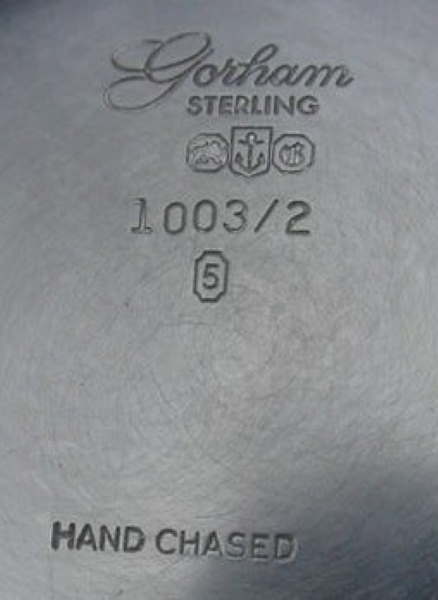 Gorham
STERLING
1003/2
5
HAND CHASED